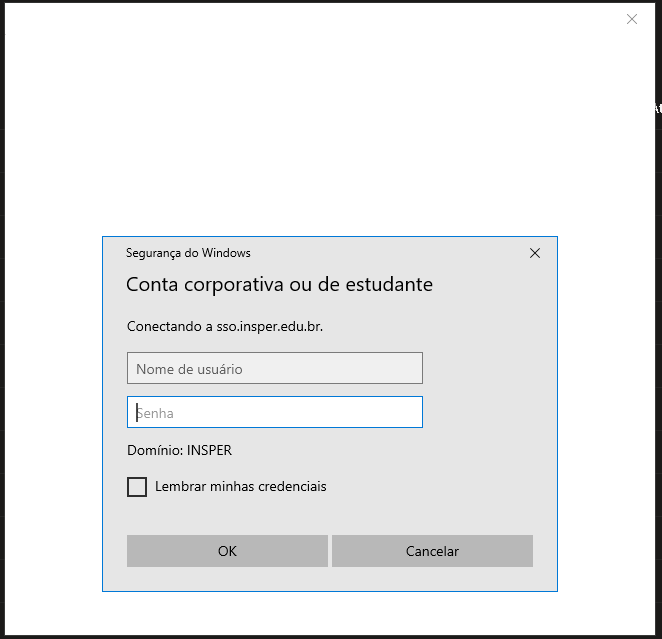 Segurança do Windows
Conta corporativa ou de estudante
Conectando a sso.insper.edu.br.
Nome de usuário
Senha
Domínio: INSPER
Lembrar minhas credenciais
OK
Cancelar